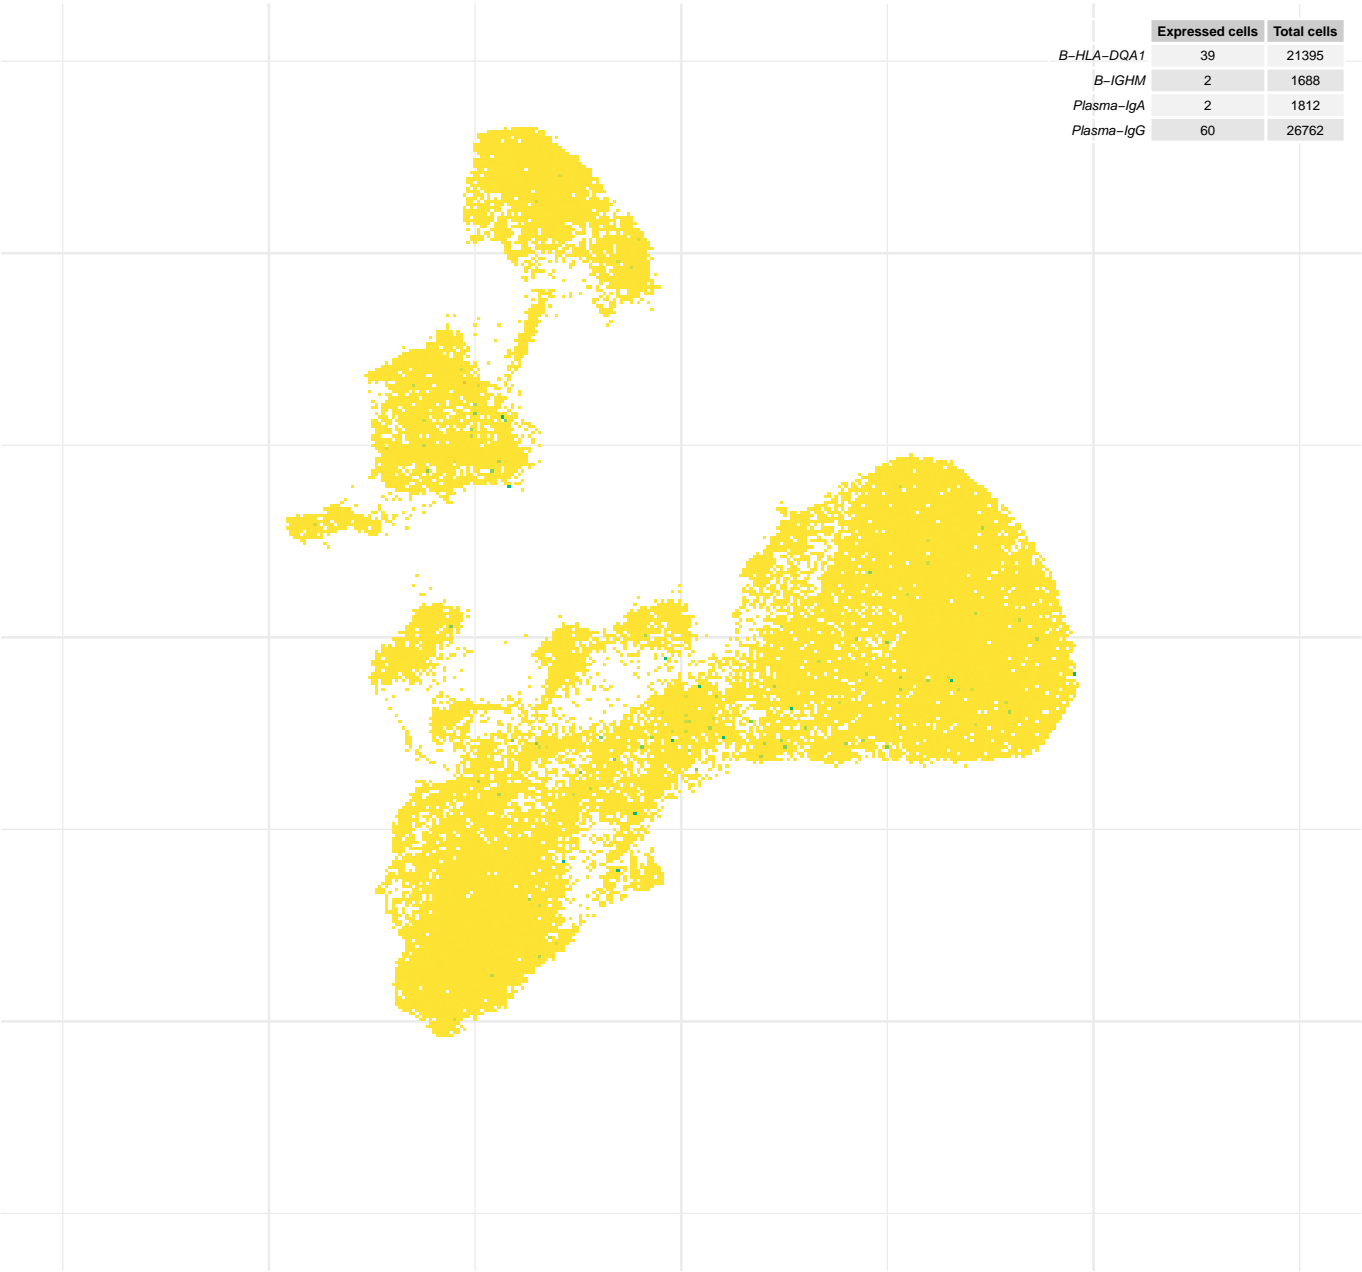 Expressed cells Total cells
B-HLA-DQA1 39 21395
B-IGHM 2 1688
Plasma-IgA 2 1812
Plasma-IgG 60 26762